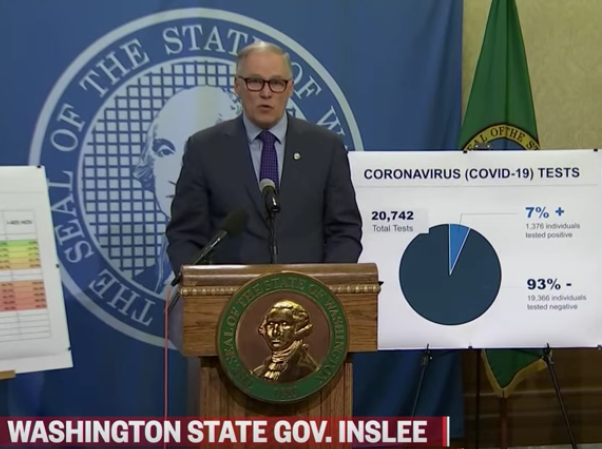 SEAL OF THE STATE OF WA
THE
CORONAVIRUS (COVID-19) TESTS
20,742
Total Tests
7% +
1,376 individuals
tested positive
93% -
19,366 individuals
tested negative
SEAL OF THE
THE SEAL OF THE STATE OF WASHINGTON
WASHINGTON STATE GOV. INSLEE